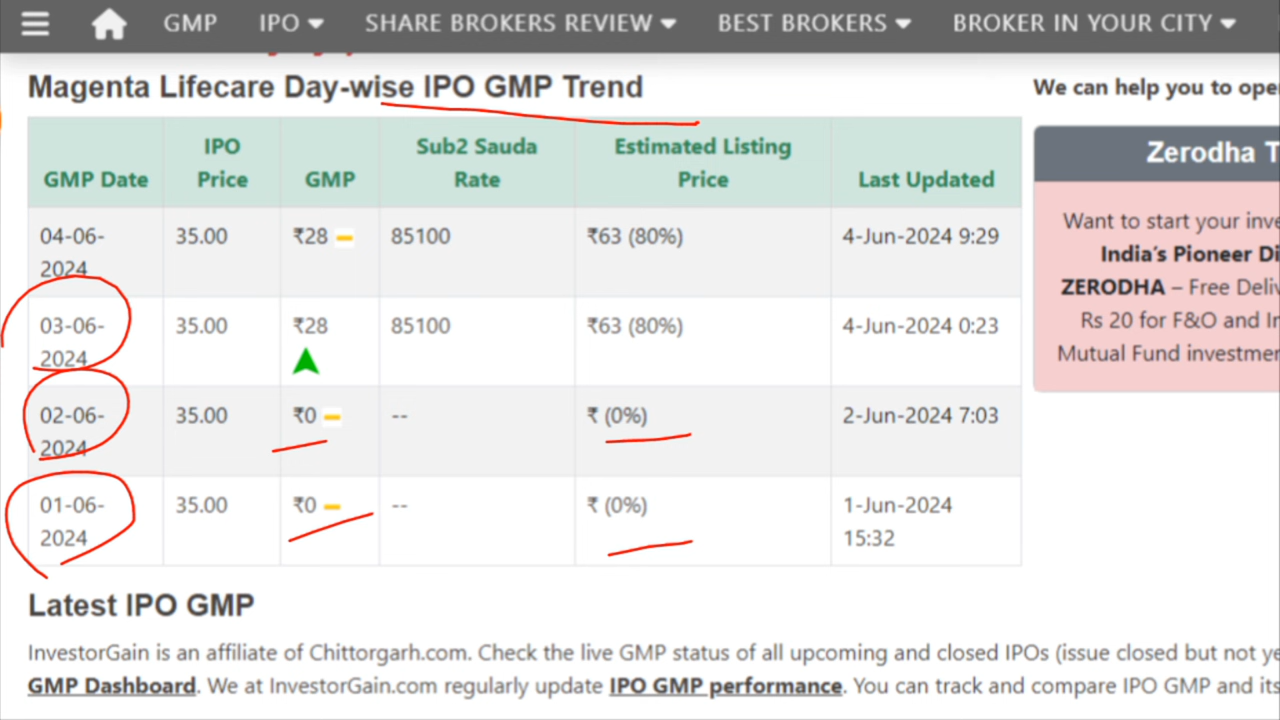 GMP IPO SHARE BROKERS REVIEW BEST BROKERS BROKER IN YOUR CITY
Magenta Lifecare Day-wise IPO GMP Trend
GMP Date IPO Price GMP Sub2 Sauda Rate Estimated Listing Price Last Updated
04-06-2024 35.00 ₹28 85100 ₹63 (80%) 4-Jun-2024 9:29
03-06-2024 35.00 ₹28 85100 ₹63 (80%) 4-Jun-2024 0:23
02-06-2024 35.00 ₹0 -- ₹ (0%) 2-Jun-2024 7:03
01-06-2024 35.00 ₹0 -- ₹ (0%) 1-Jun-2024 15:32
Latest IPO GMP
InvestorGain is an affiliate of Chittorgarh.com. Check the live GMP status of all upcoming and closed IPOs (issue closed but not ye
GMP Dashboard. We at InvestorGain.com regularly update IPO GMP performance. You can track and compare IPO GMP and its
We can help you to ope
Zerodha T
Want to start your inve
India's Pioneer Di
ZERODHA – Free Deliv
Rs 20 for F&O and In
Mutual Fund investmen